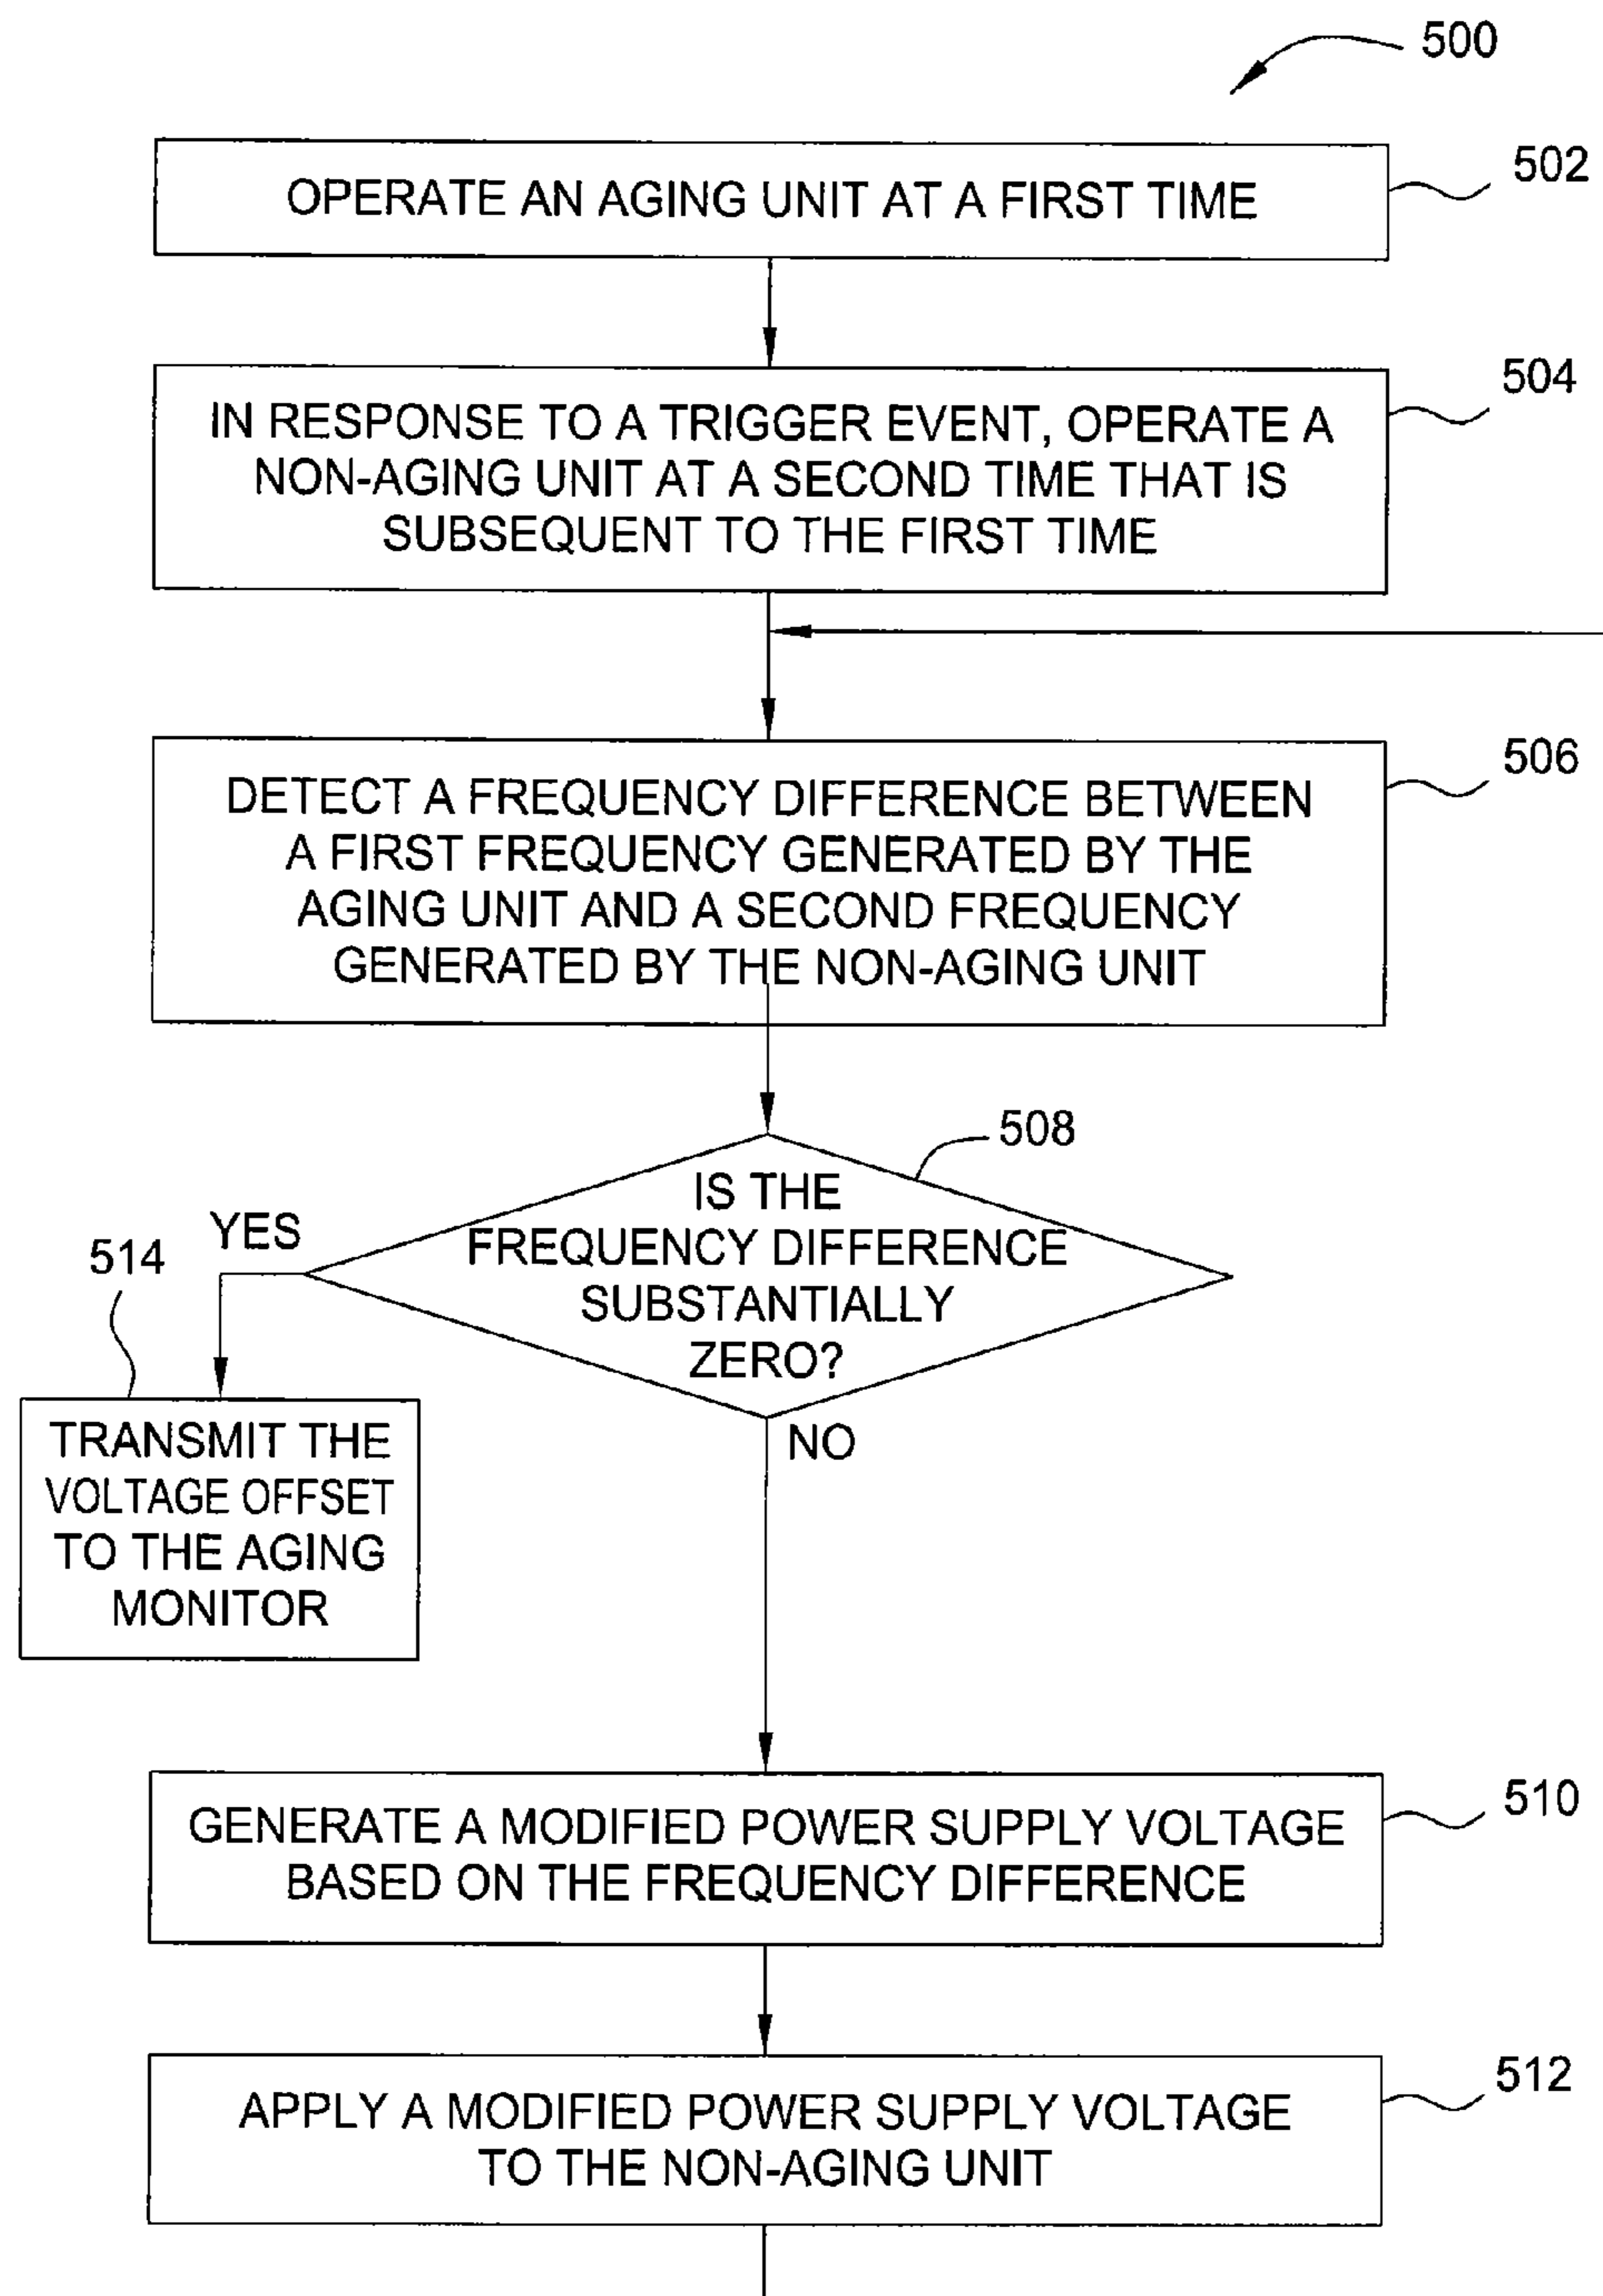 500
502
OPERATE AN AGING UNIT AT A FIRST TIME
504
IN RESPONSE TO A TRIGGER EVENT, OPERATE A
NON-AGING UNIT AT A SECOND TIME THAT IS
SUBSEQUENT TO THE FIRST TIME
506
DETECT A FREQUENCY DIFFERENCE BETWEEN
A FIRST FREQUENCY GENERATED BY THE
AGING UNIT AND A SECOND FREQUENCY
GENERATED BY THE NON-AGING UNIT
508
IS THE
FREQUENCY DIFFERENCE
SUBSTANTIALLY
ZERO?
YES
514
NO
TRANSMIT THE
VOLTAGE OFFSET
TO THE AGING
MONITOR
510
GENERATE A MODIFIED POWER SUPPLY VOLTAGE
BASED ON THE FREQUENCY DIFFERENCE
512
APPLY A MODIFIED POWER SUPPLY VOLTAGE
TO THE NON-AGING UNIT